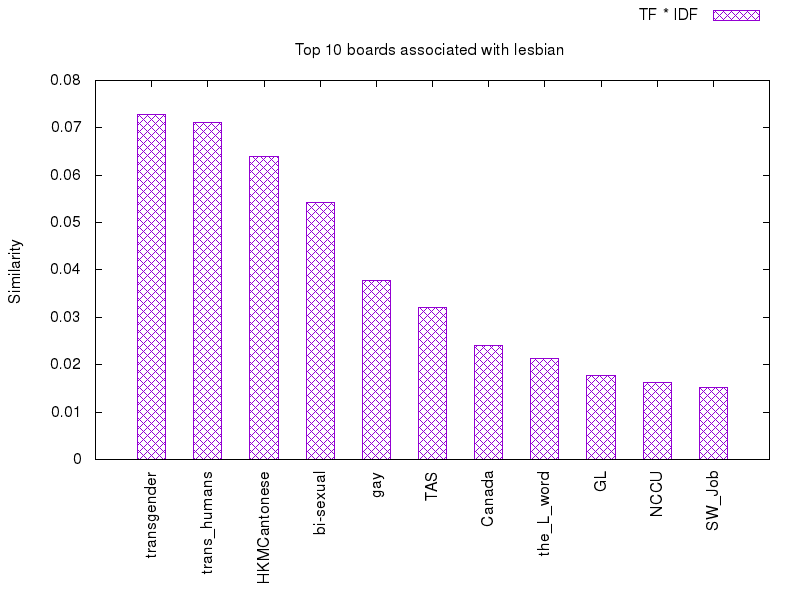 TF * IDF
Top 10 boards associated with lesbian
0.08
0.07
0.06
0.05
0.04
0.03
0.02
0.01
0
Similarity
transgender
trans_humans
HKMCantonese
bi-sexual
gay
TAS
Canada
the_L_word
GL
NCCU
SW_Job